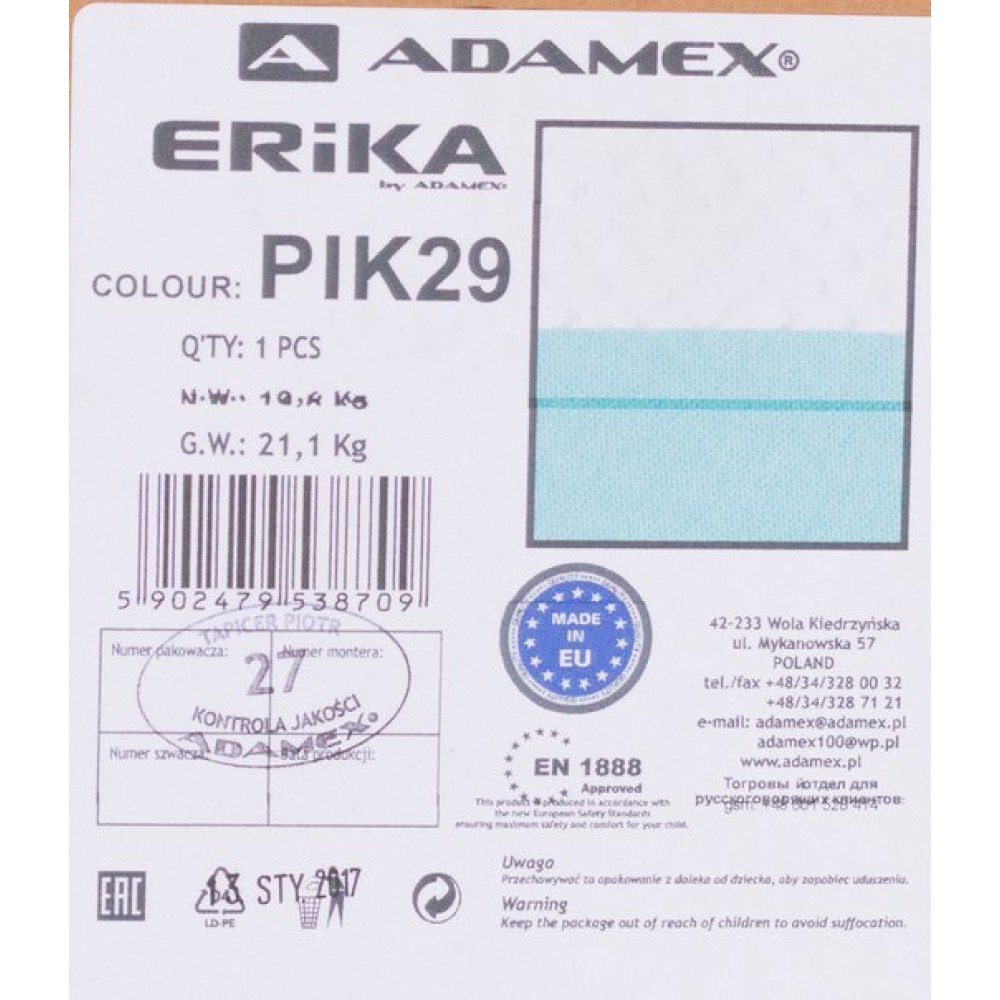 ADAMEX®
ERiKA
by ADAMEX®
COLOUR: PIK29
Q'TY: 1 PCS
N.W.:
Kg
G.W.: 21,1 Kg
5 902479 538709
TAPICER PIOTR
Numer pakowacza:
Numer montera:
27
KONTROLA JAKOŚCI
ADAMEX®
Numer szwacza:
Data produkcji:
MADE
IN
EU
EN 1888
Approved
This product is produced in accordance with
the new European Safety Standards
ensuring maximum safety and comfort for your child.
42-233 Wola Kiedrzyńska
ul. Mykanowska 57
POLAND
tel./fax +48/34/328 00 32
+48/34/328 71 21
e-mail: adamex@adamex.pl
adamex100@wp.pl
www.adamex.pl
Торговы йотдел для
русскоговорящих клиентов:
gsm: +48
EAC
13 STY. 2017
LD-PE
Uwaga
Przechowywać to opakowanie z daleka od dziecka, aby zapobiec uduszeniu.
Warning
Keep the package out of reach of children to avoid suffocation.